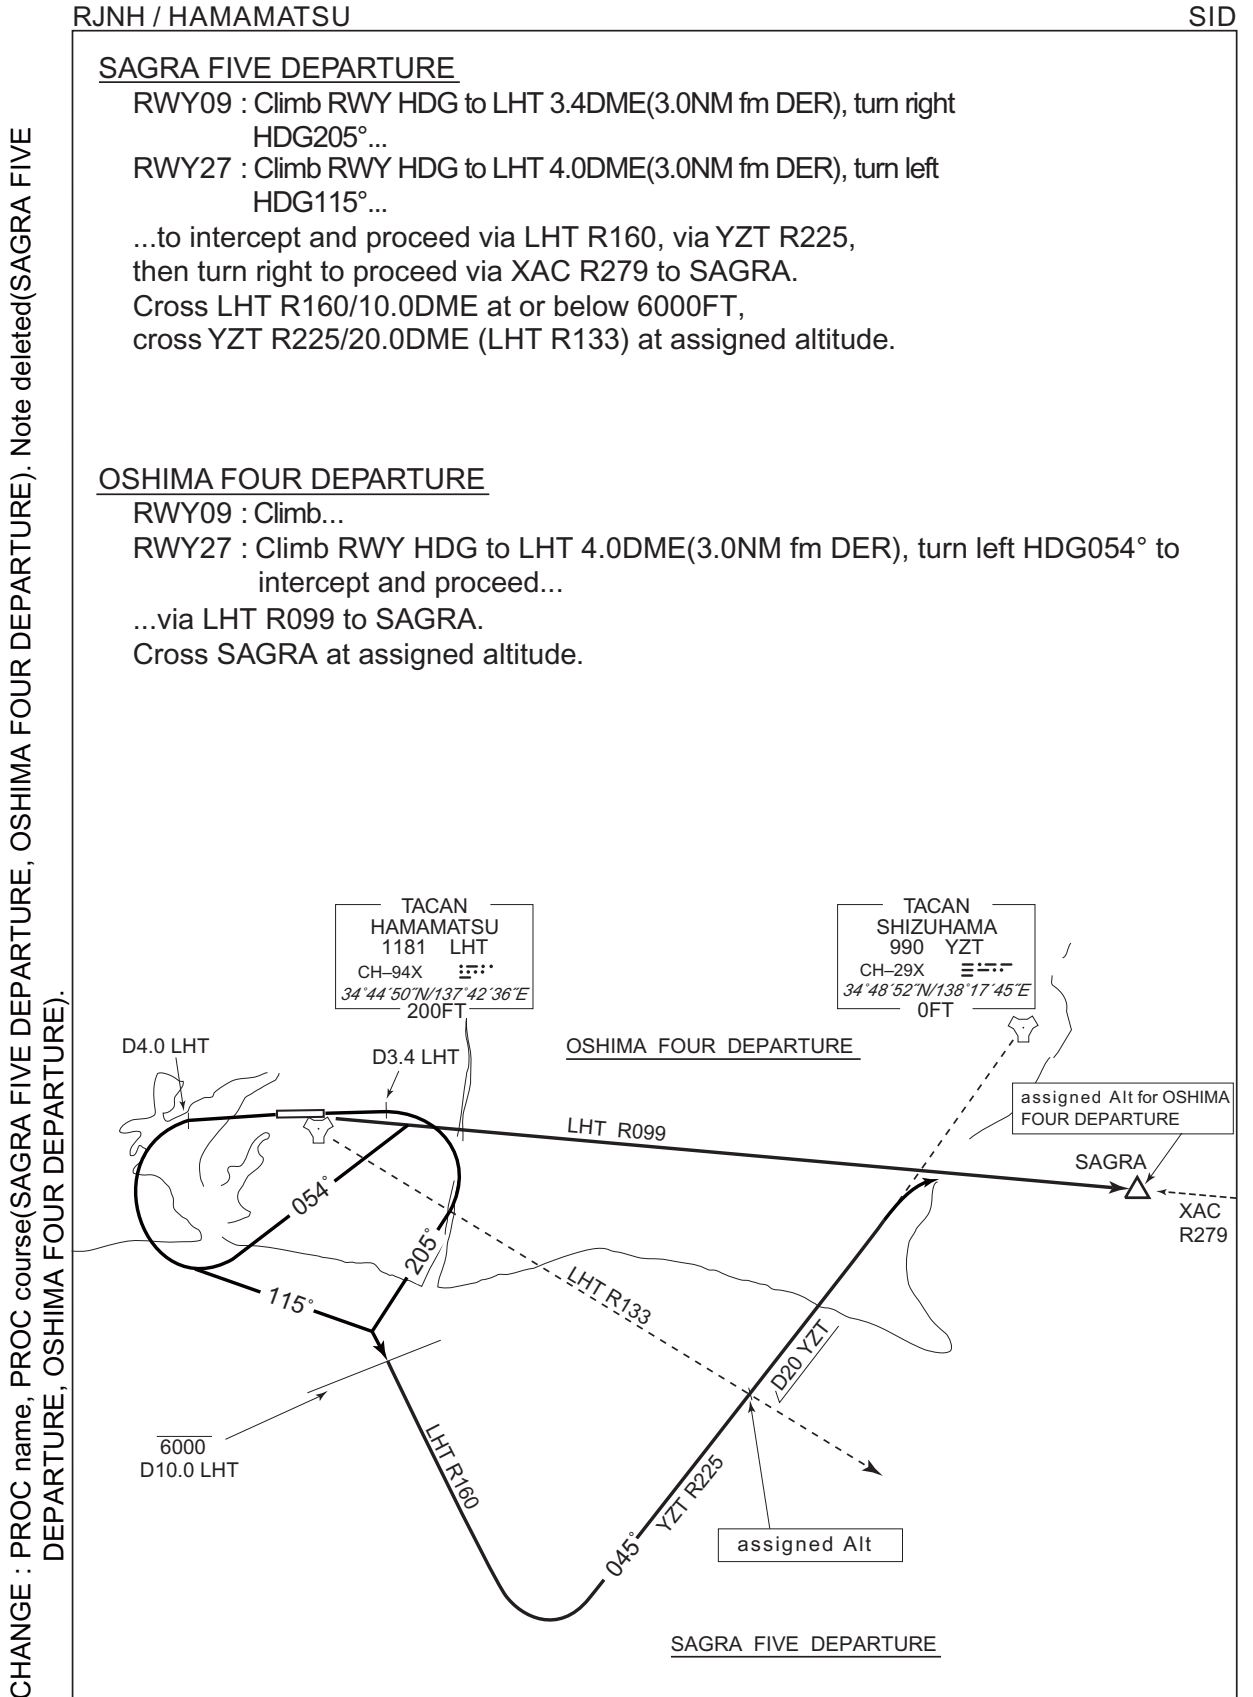 RJNH / HAMAMATSU
SID
SAGRA FIVE DEPARTURE
RWY09 : Climb RWY HDG to LHT 3.4DME(3.0NM fm DER), turn right
HDG205°...
RWY27 : Climb RWY HDG to LHT 4.0DME(3.0NM fm DER), turn left
HDG115°...
...to intercept and proceed via LHT R160, via YZT R225,
then turn right to proceed via XAC R279 to SAGRA.
Cross LHT R160/10.0DME at or below 6000FT,
cross YZT R225/20.0DME (LHT R133) at assigned altitude.
OSHIMA FOUR DEPARTURE
RWY09 : Climb...
RWY27 : Climb RWY HDG to LHT 4.0DME(3.0NM fm DER), turn left HDG054° to
intercept and proceed...
...via LHT R099 to SAGRA.
Cross SAGRA at assigned altitude.
TACAN
HAMAMATSU
1181 LHT
CH–94X
34°44′50″N/137°42′36″E
200FT
TACAN
SHIZUHAMA
990 YZT
CH–29X
34°48′52″N/138°17′45″E
0FT
D4.0 LHT
D3.4 LHT
OSHIMA FOUR DEPARTURE
assigned Alt for OSHIMA
FOUR DEPARTURE
LHT R099
SAGRA
XAC
R279
054°
205°
115°
LHT R133
D20 YZT
6000
D10.0 LHT
LHT R160
YZT R225
045°
assigned Alt
SAGRA FIVE DEPARTURE
CHANGE : PROC name, PROC course(SAGRA FIVE DEPARTURE, OSHIMA FOUR DEPARTURE). Note deleted(SAGRA FIVE
DEPARTURE, OSHIMA FOUR DEPARTURE).